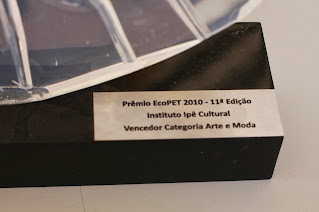 Prêmio EcoPET 2010 - 11ª Edição
Instituto Ipê Cultural
Vencedor Categoria Arte e Moda